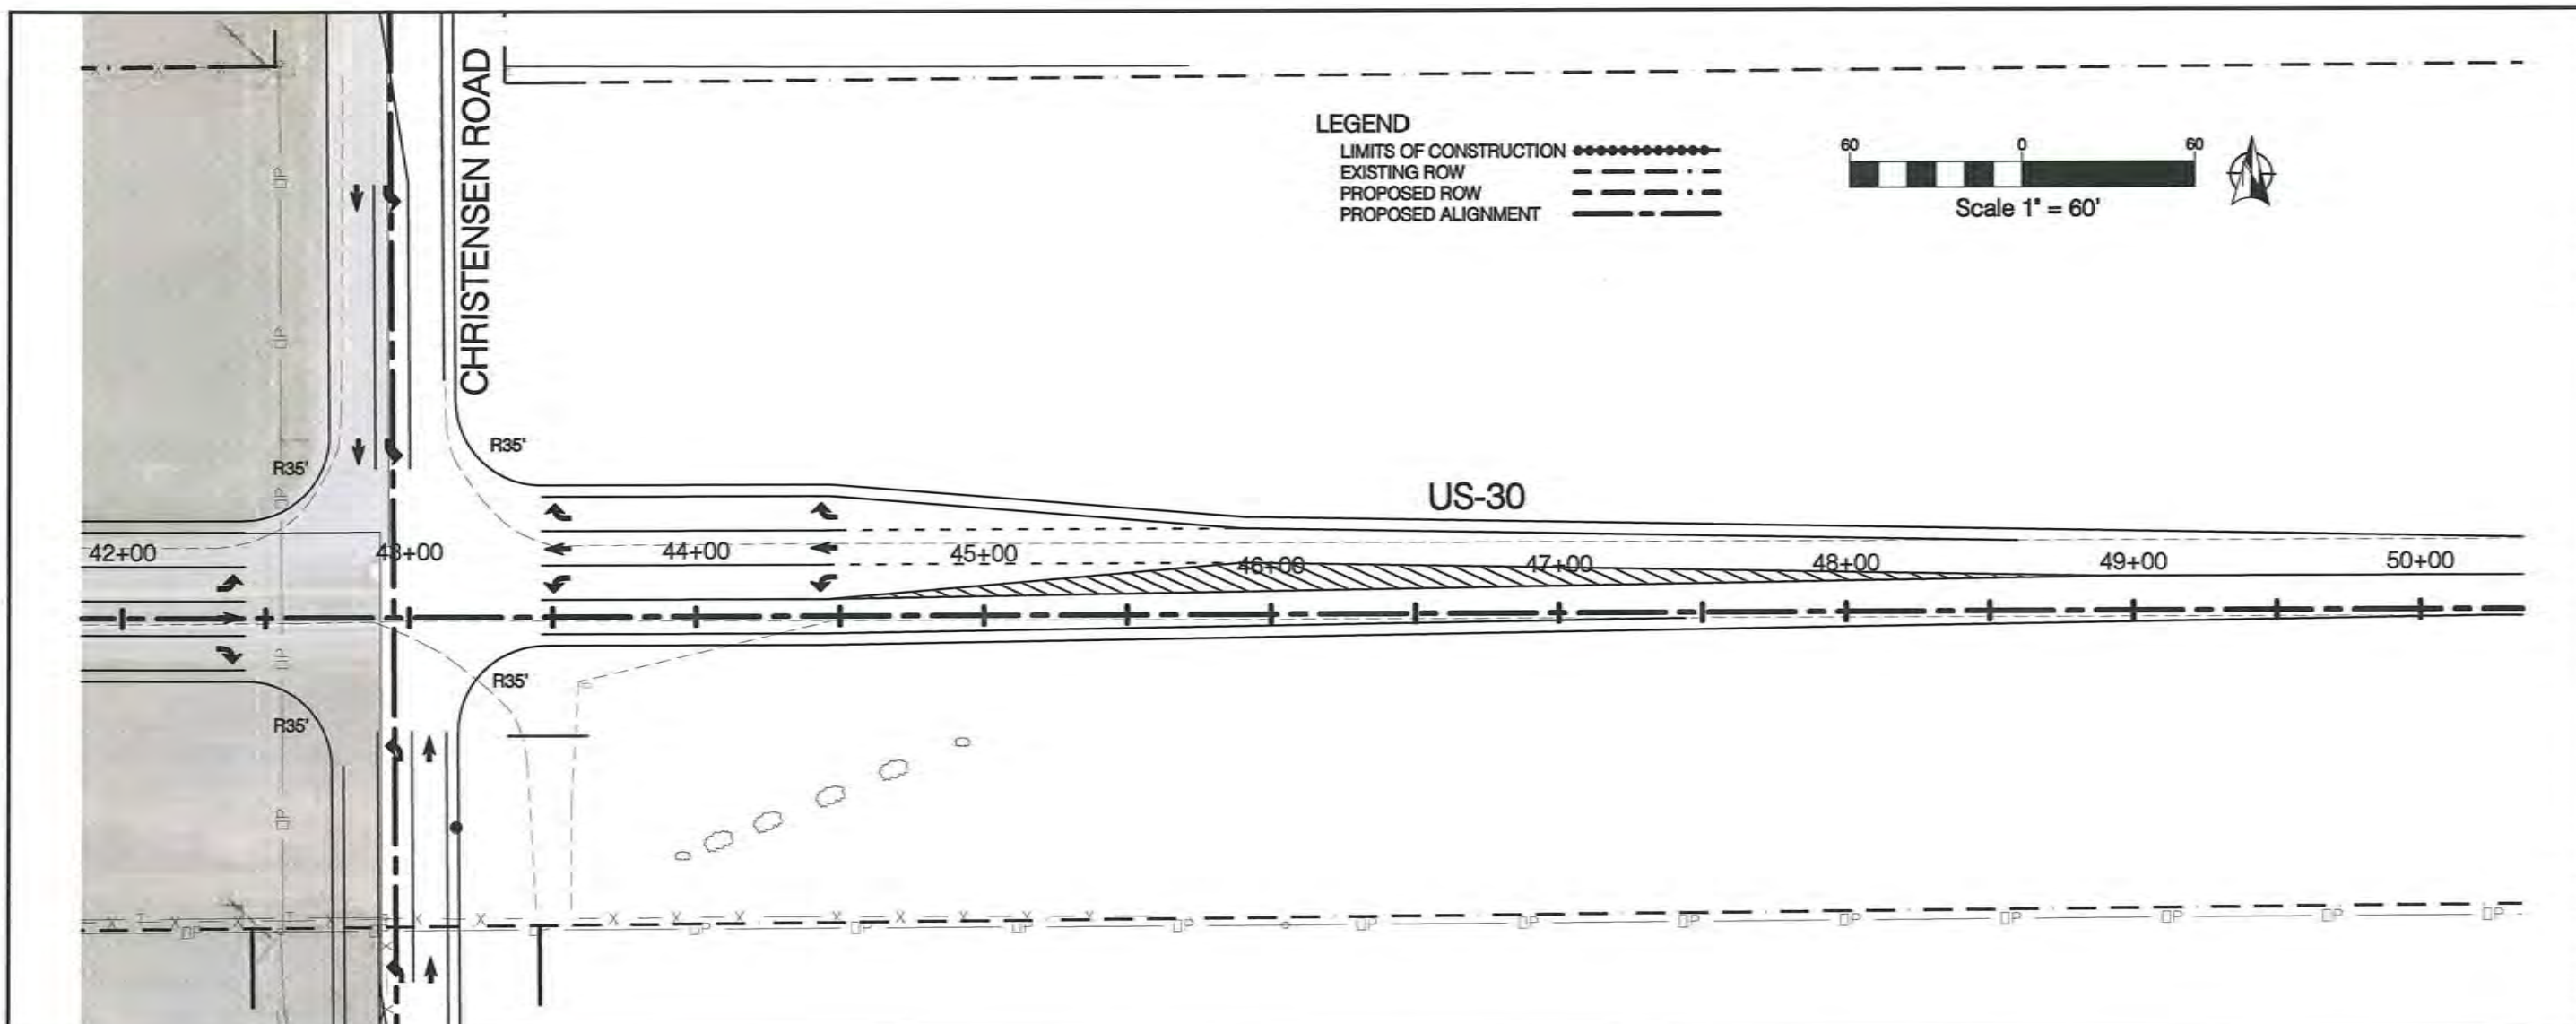 CHRISTENSEN ROAD
LEGEND
LIMITS OF CONSTRUCTION
EXISTING ROW
PROPOSED ROW
PROPOSED ALIGNMENT
60 0 60
Scale 1" = 60'
R35'
R35'
US-30
42+00 43+00 44+00 45+00 46+00 47+00 48+00 49+00 50+00
R35'
R35'